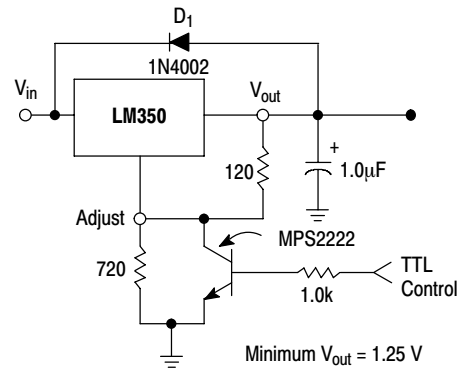 D1
1N4002
Vin
LM350
Vout
120
+
1.0µF
Adjust
MPS2222
720
1.0k
TTL
Control
Minimum Vout = 1.25 V